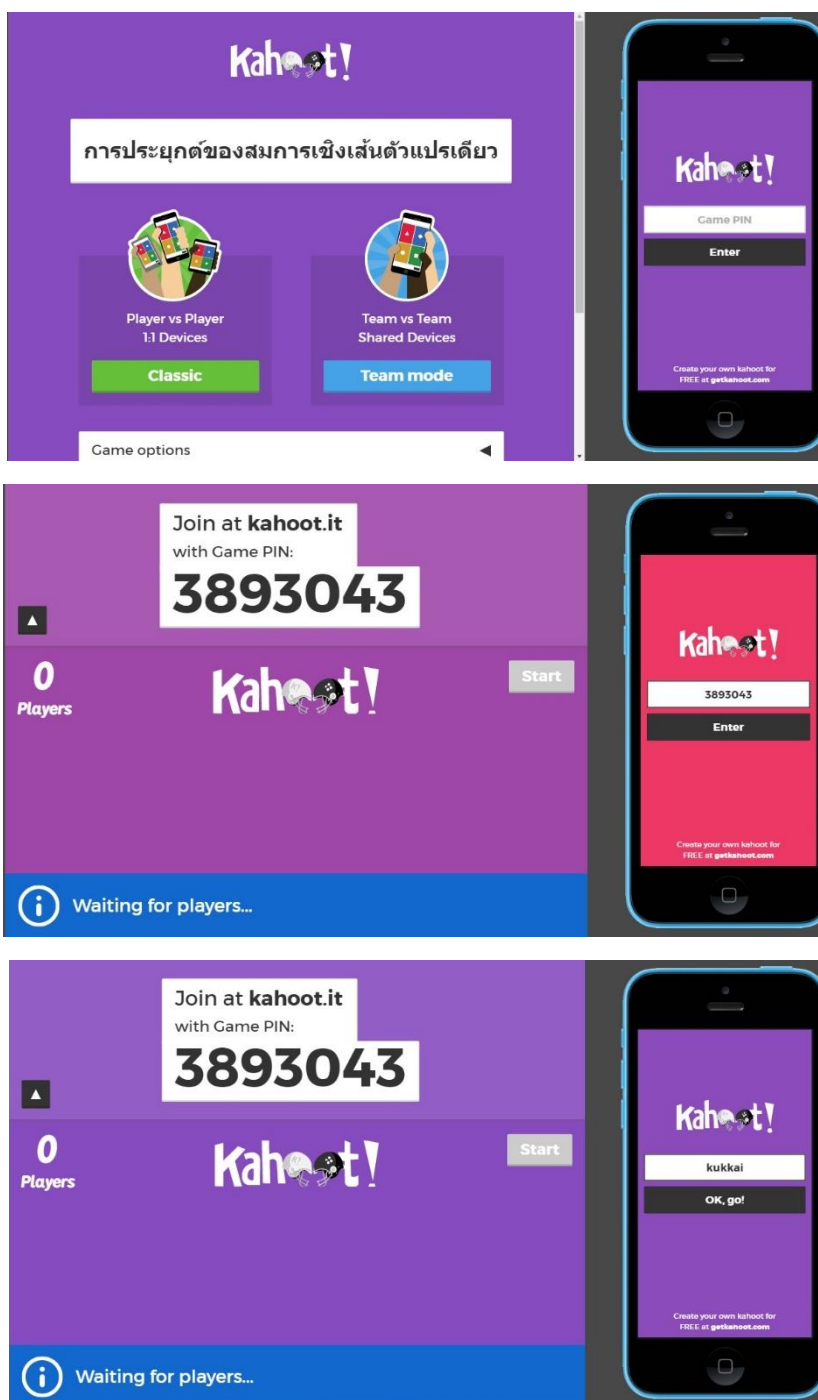 Kahoot!
การประยุกต์ของสมการเชิงเส้นตัวแปรเดียว
Player vs Player
1:1 Devices
Classic
Team vs Team
Shared Devices
Team mode
Game options
Kahoot!
Game PIN
Enter
Create your own kahoot for
FREE at getkahoot.com
Join at kahoot.it
with Game PIN:
3893043
0
Players
Kahoot!
Start
Waiting for players...
Kahoot!
3893043
Enter
Create your own kahoot for
FREE at getkahoot.com
Join at kahoot.it
with Game PIN:
3893043
0
Players
Kahoot!
Start
Waiting for players...
Kahoot!
kukkai
OK, go!
Create your own kahoot for
FREE at getkahoot.com